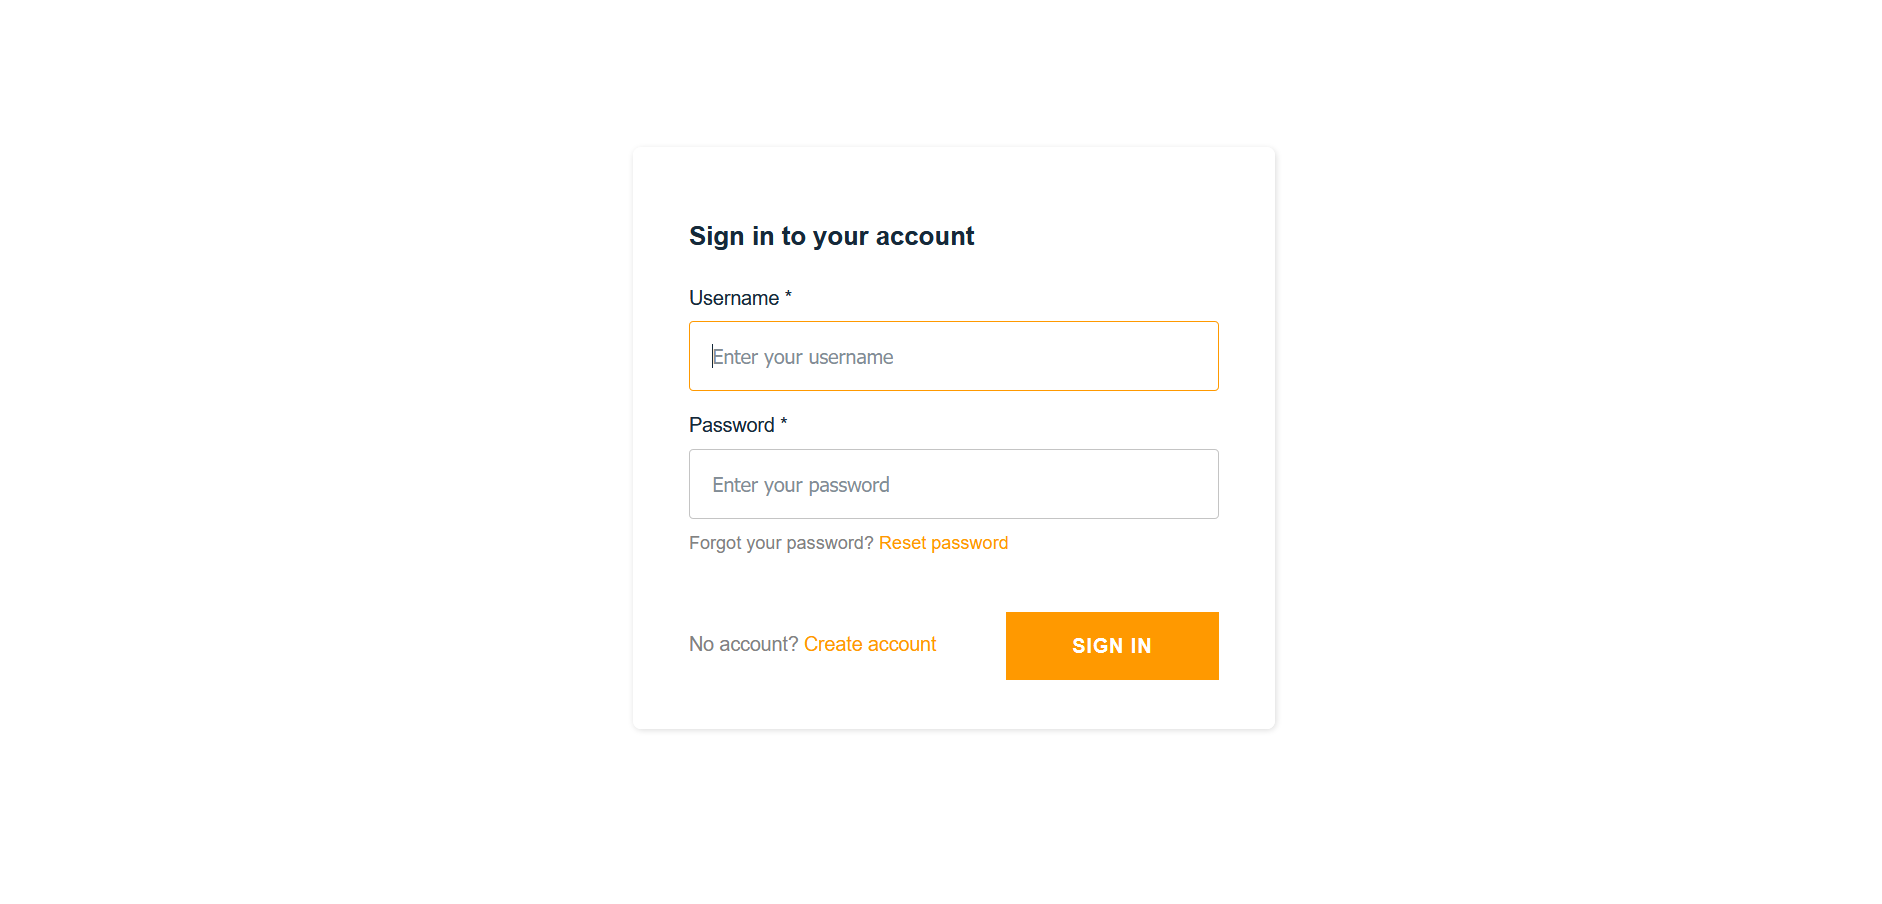 Sign in to your account
Username *
Enter your username
Password *
Enter your password
Forgot your password? Reset password
No account? Create account
SIGN IN